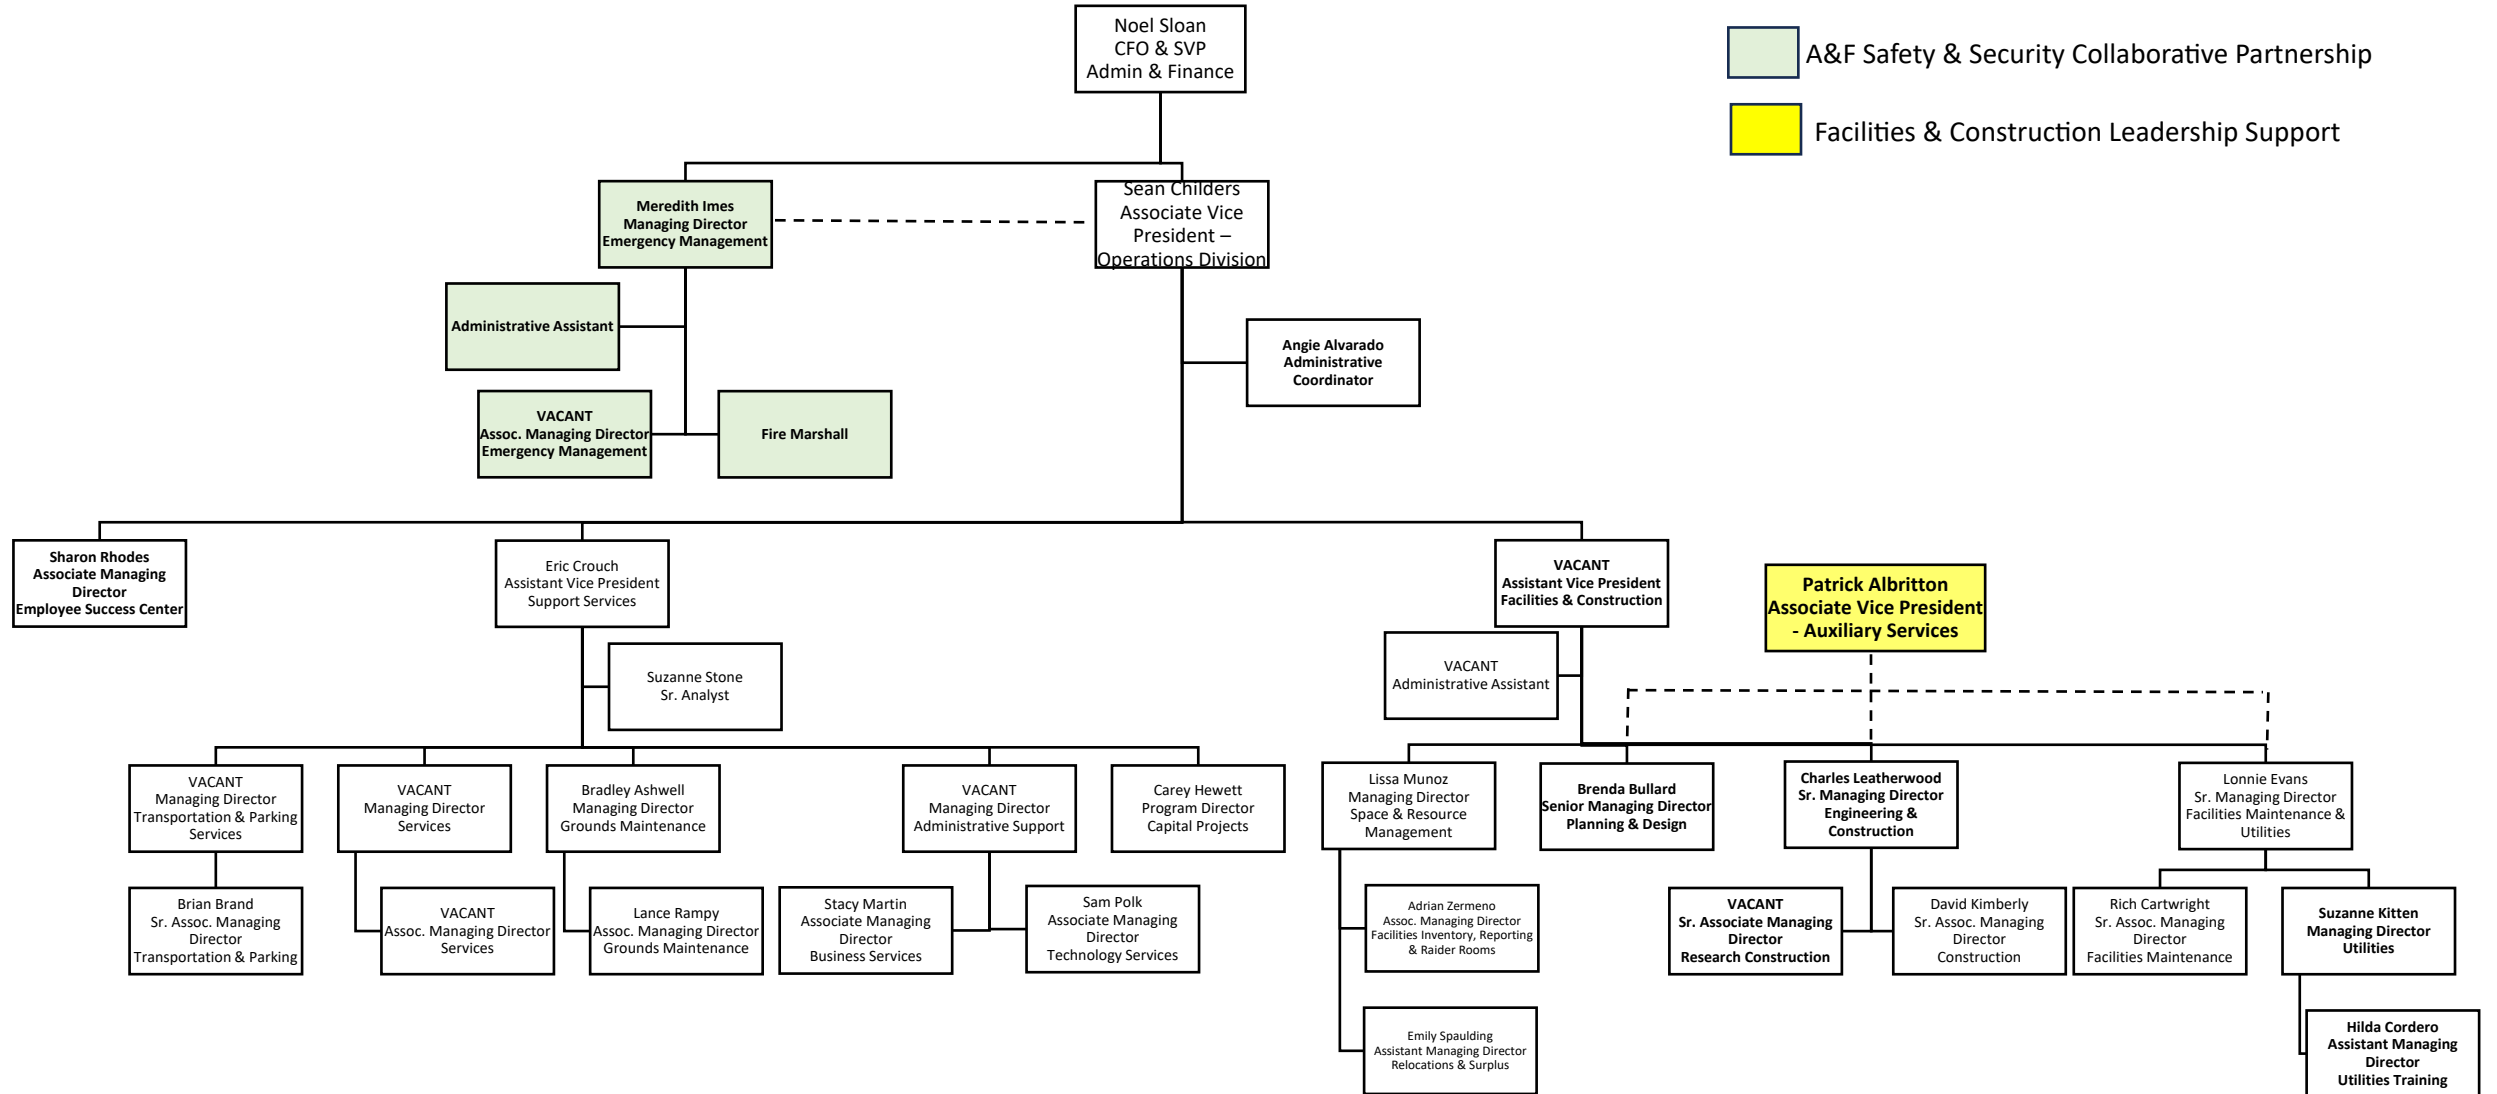 Noel Sloan
CFO & SVP
Admin & Finance
A&F Safety & Security Collaborative Partnership
Facilities & Construction Leadership Support
Meredith Imes
Managing Director
Emergency Management
Sean Childers
Associate Vice
President –
Operations Division
Administrative Assistant
Angie Alvarado
Administrative
Coordinator
VACANT
Assoc. Managing Director
Emergency Management
Fire Marshall
Sharon Rhodes
Associate Managing
Director
Employee Success Center
Eric Crouch
Assistant Vice President
Support Services
VACANT
Assistant Vice President
Facilities & Construction
Patrick Albritton
Associate Vice President
- Auxiliary Services
Suzanne Stone
Sr. Analyst
VACANT
Administrative Assistant
VACANT
Managing Director
Transportation & Parking
Services
VACANT
Managing Director
Services
Bradley Ashwell
Managing Director
Grounds Maintenance
VACANT
Managing Director
Administrative Support
Carey Hewett
Program Director
Capital Projects
Lissa Munoz
Managing Director
Space & Resource
Management
Brenda Bullard
Senior Managing Director
Planning & Design
Charles Leatherwood
Sr. Managing Director
Engineering &
Construction
Lonnie Evans
Sr. Managing Director
Facilities Maintenance &
Utilities
Brian Brand
Sr. Assoc. Managing
Director
Transportation & Parking
VACANT
Assoc. Managing Director
Services
Lance Rampy
Assoc. Managing Director
Grounds Maintenance
Stacy Martin
Associate Managing
Director
Business Services
Sam Polk
Associate Managing
Director
Technology Services
Adrian Zermeno
Assoc. Managing Director
Facilities Inventory, Reporting
& Raider Rooms
VACANT
Sr. Associate Managing
Director
Research Construction
David Kimberly
Sr. Assoc. Managing
Director
Construction
Rich Cartwright
Sr. Assoc. Managing
Director
Facilities Maintenance
Suzanne Kitten
Managing Director
Utilities
Emily Spaulding
Assistant Managing Director
Relocations & Surplus
Hilda Cordero
Assistant Managing
Director
Utilities Training